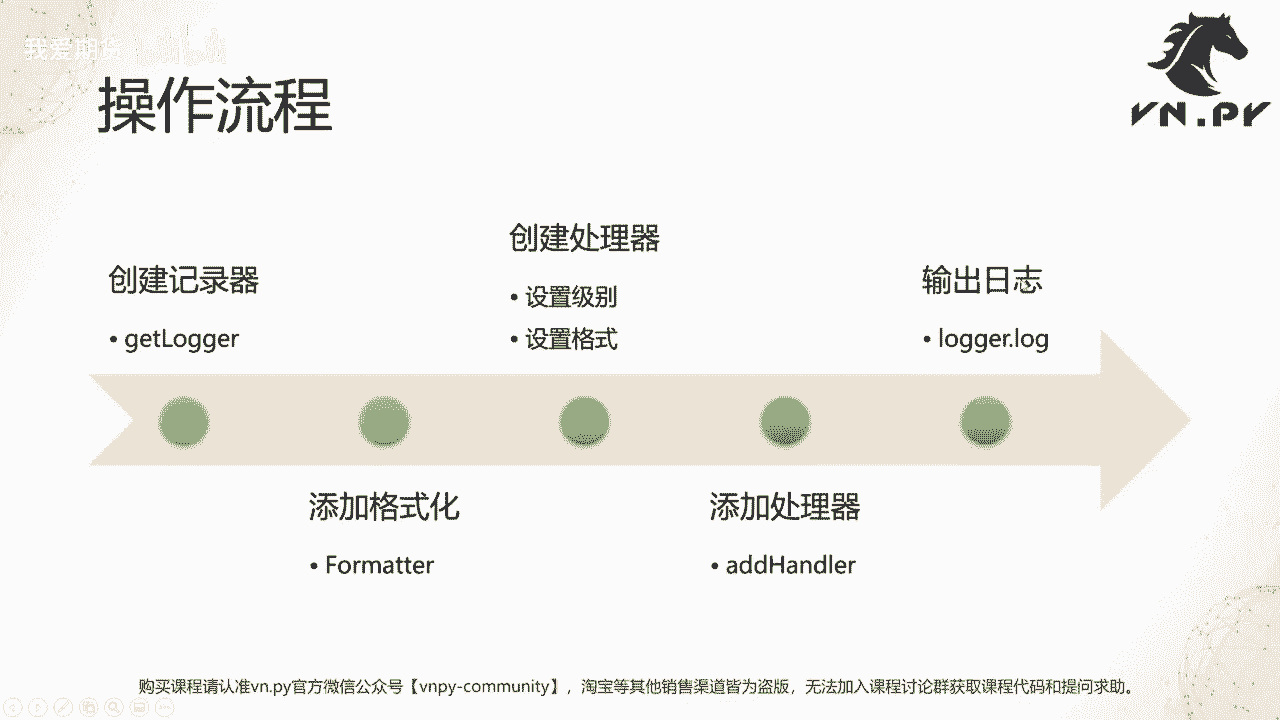 我爱期货
操作流程
VN.PY
创建记录器
• getLogger
添加格式化
• Formatter
创建处理器
• 设置级别
• 设置格式
添加处理器
• addHandler
输出日志
• logger.log
购买课程请认准vn.py官方微信公众号【vnpy-community】，淘宝等其他销售渠道皆为盗版，无法加入课程讨论群获取课程代码和提问求助。